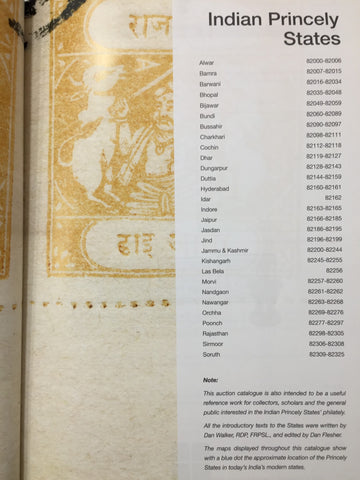 राज
हाइ
Indian Princely
States
Alwar 82000-82006
Bamra 82007-82015
Barwani 82016-82034
Bhopal 82035-82048
Bijawar 82049-82059
Bundi 82060-82089
Bussahir 82090-82097
Charkhari 82098-82111
Cochin 82112-82118
Dhar 82119-82127
Dungarpur 82128-82143
Duttia 82144-82159
Hyderabad 82160-82161
Idar 82162
Indore 82163-82165
Jaipur 82166-82185
Jasdan 82186-82195
Jind 82196-82199
Jammu & Kashmir 82200-82244
Kishangarh 82245-82255
Las Bela 82256
Morvi 82257-82260
Nandgaon 82261-82262
Nawangar 82263-82268
Orchha 82269-82276
Poonch 82277-82297
Rajasthan 82298-82305
Sirmoor 82306-82308
Soruth 82309-82325
Note:
This auction catalogue is also intended to be a useful
reference work for collectors, scholars and the general
public interested in the Indian Princely States' philately.
All the introductory texts to the States were written by
Dan Walker, RDP, FRPSL, and edited by Dan Flesher.
The maps displayed throughout this catalogue show
with a blue dot the approximate location of the Princely
States in today's India's modern states.